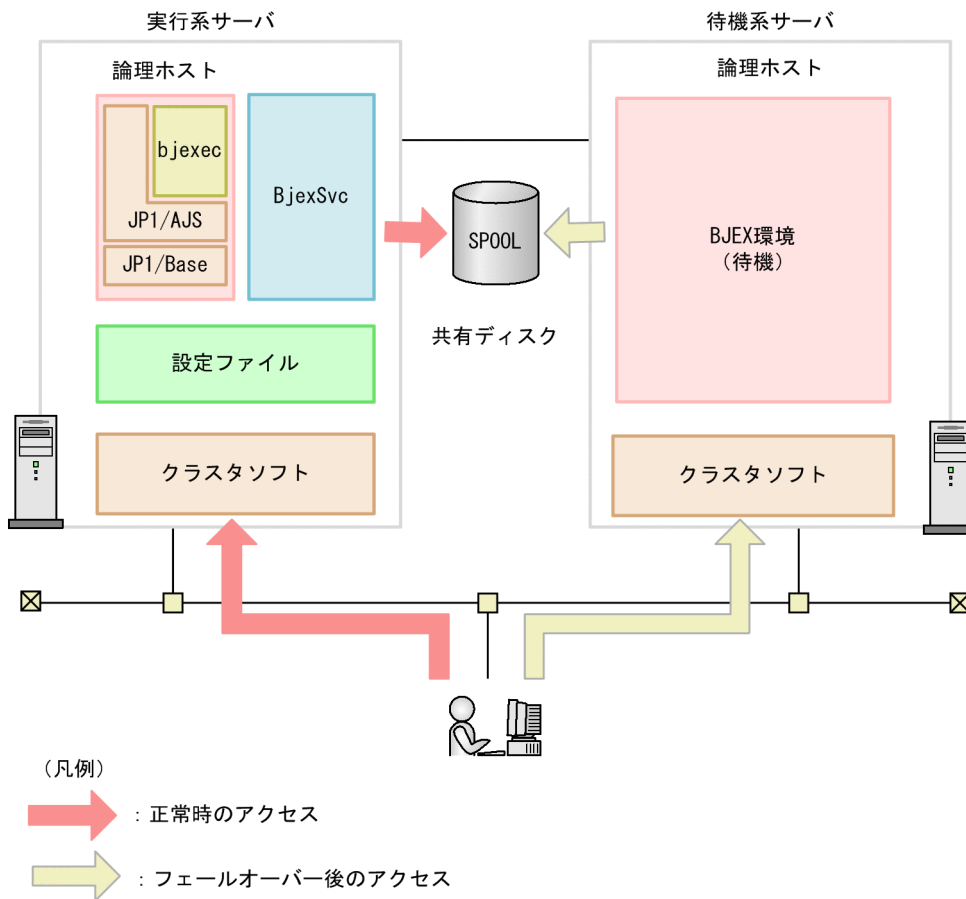 実行系サーバ
待機系サーバ
論理ホスト
論理ホスト
bjexec
BjexSvc
JP1/AJS
JP1/Base
SPOOL
BJEX環境
（待機）
共有ディスク
設定ファイル
クラスタソフト
クラスタソフト
（凡例）
：正常時のアクセス
：フェールオーバー後のアクセス